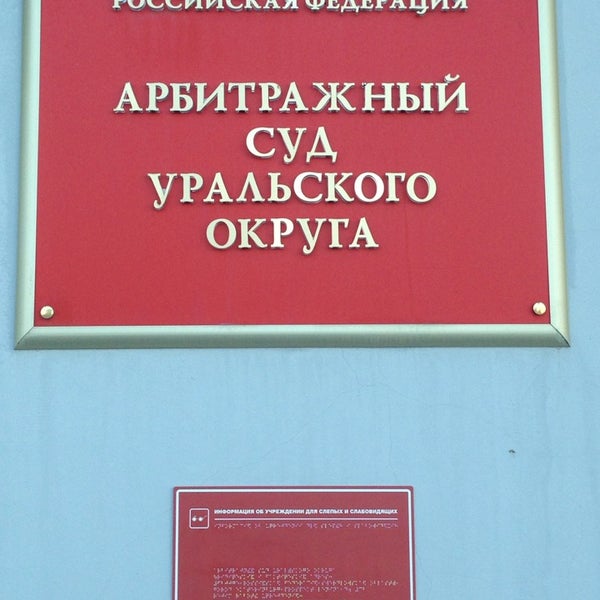 РОССИЙСКАЯ ФЕДЕРАЦИЯ
АРБИТРАЖНЫЙ
СУД
УРАЛЬСКОГО
ОКРУГА
ИНФОРМАЦИЯ ОБ УЧРЕЖДЕНИИ ДЛЯ СЛЕПЫХ И СЛАБОВИДЯЩИХ